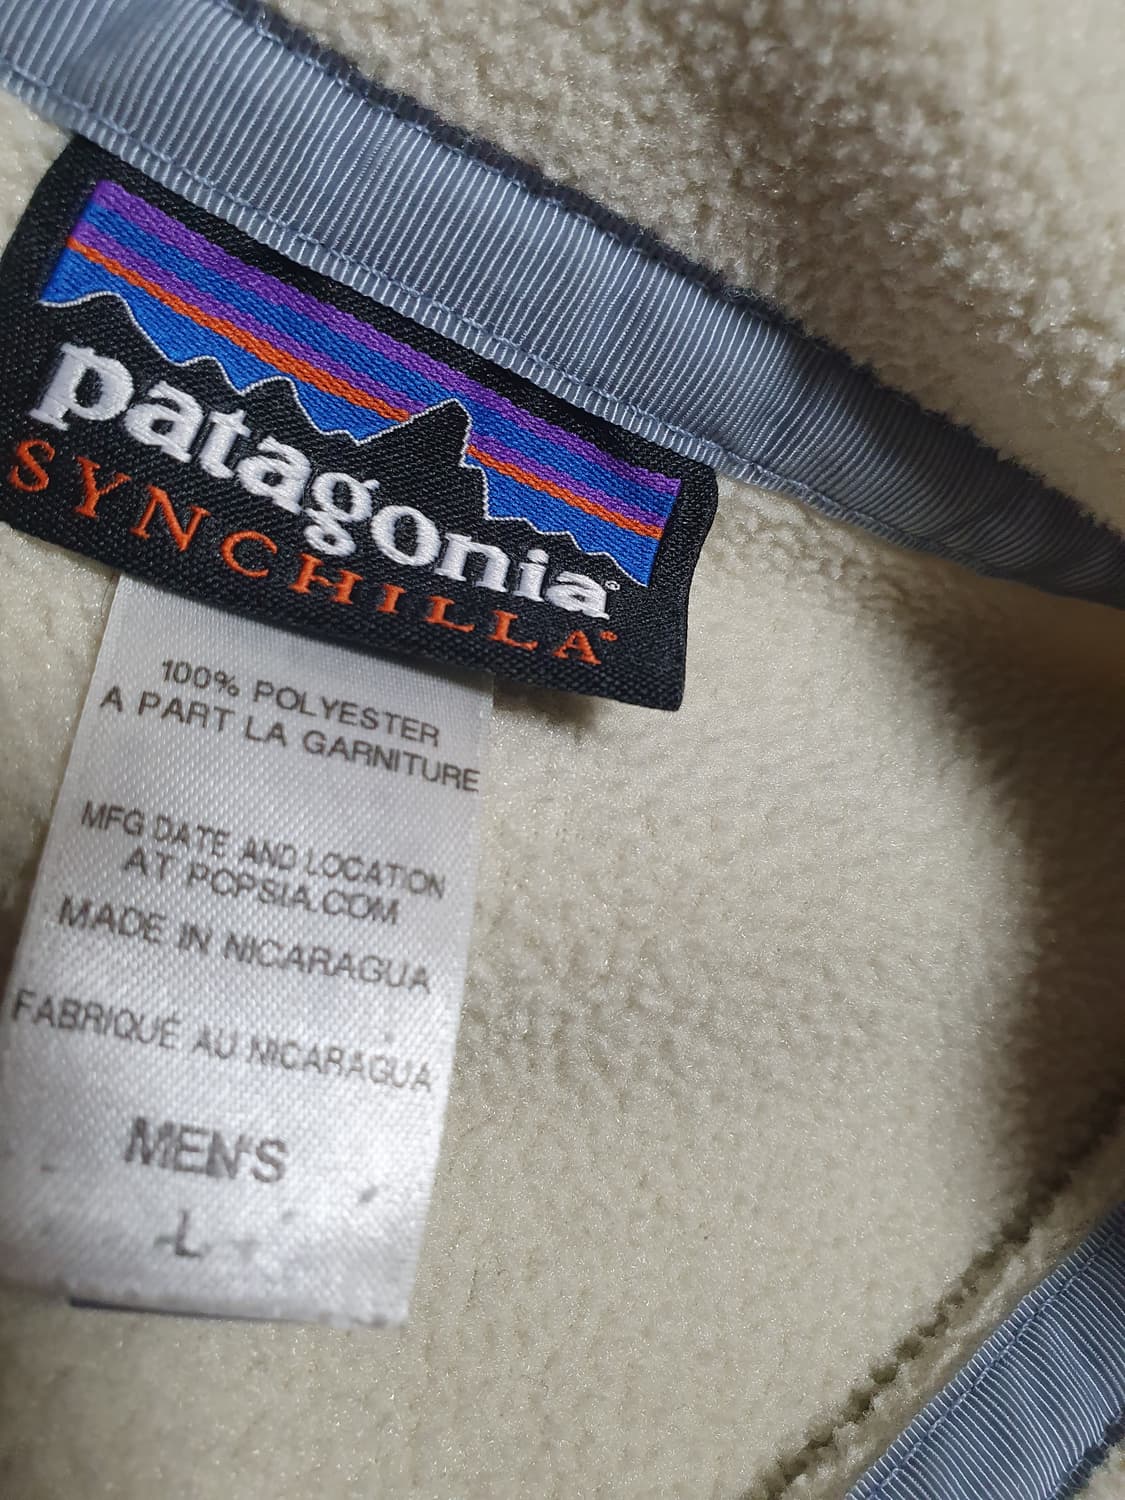 patagonia®
SYNCHILLA®
100% POLYESTER
A PART LA GARNITURE
MFG DATE AND LOCATION
AT PCPSIA.COM
MADE IN NICARAGUA
FABRIQUÉ AU NICARAGUA
MEN'S
L